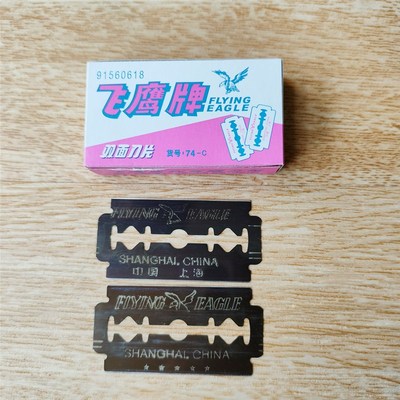 91560618
飞鹰牌
FLYING
EAGLE
双面刀片
货号·74-C
FLYING EAGLE
SHANGHAI, CHINA
中国 上海
FLYING EAGLE
SHANGHAI, CHINA
☆ ☆ ☆ ☆ ☆